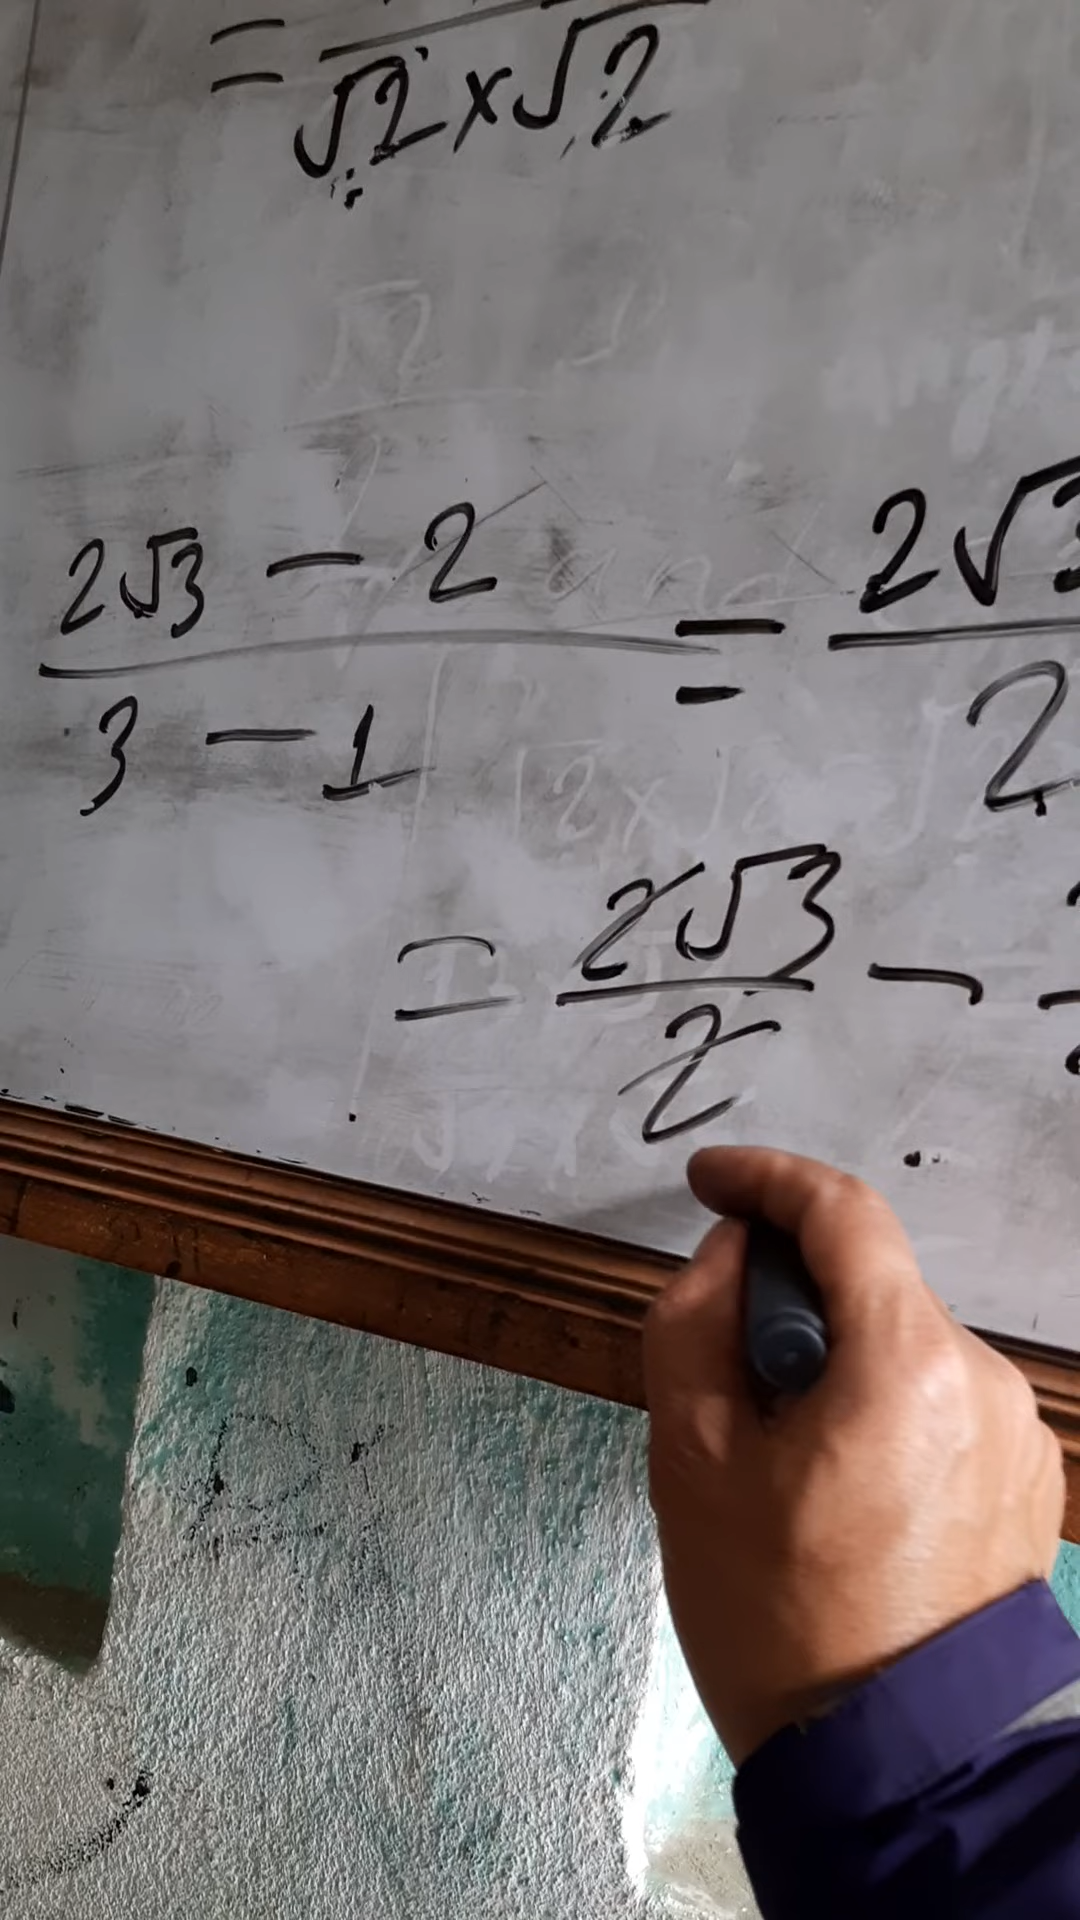 = √2 × √2
2√3 − 2 = 2√3
3 − 1 2
= 2√3 −
2